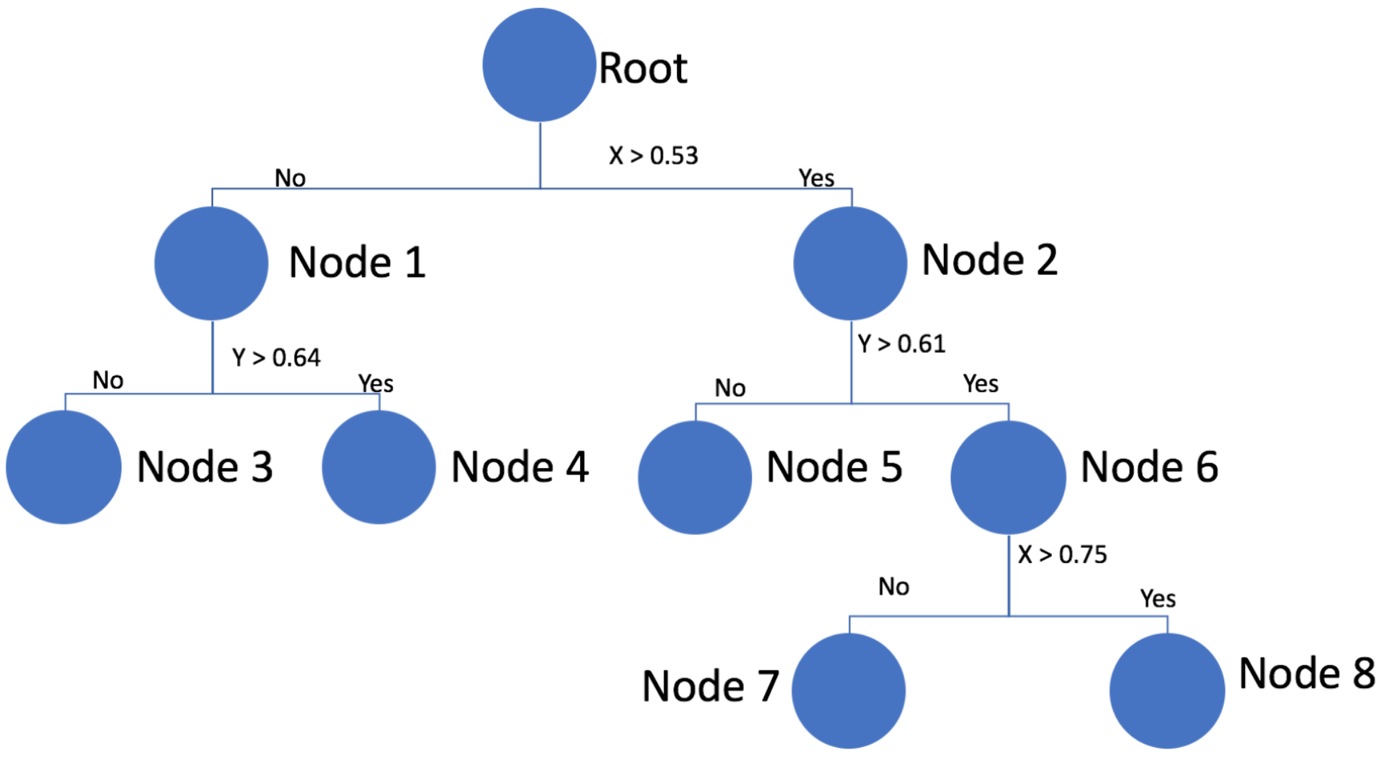 Root
X > 0.53
No
Yes
Node 1
Node 2
Y > 0.64
Y > 0.61
No
Yes
No
Yes
Node 3
Node 4
Node 5
Node 6
X > 0.75
No
Yes
Node 7
Node 8